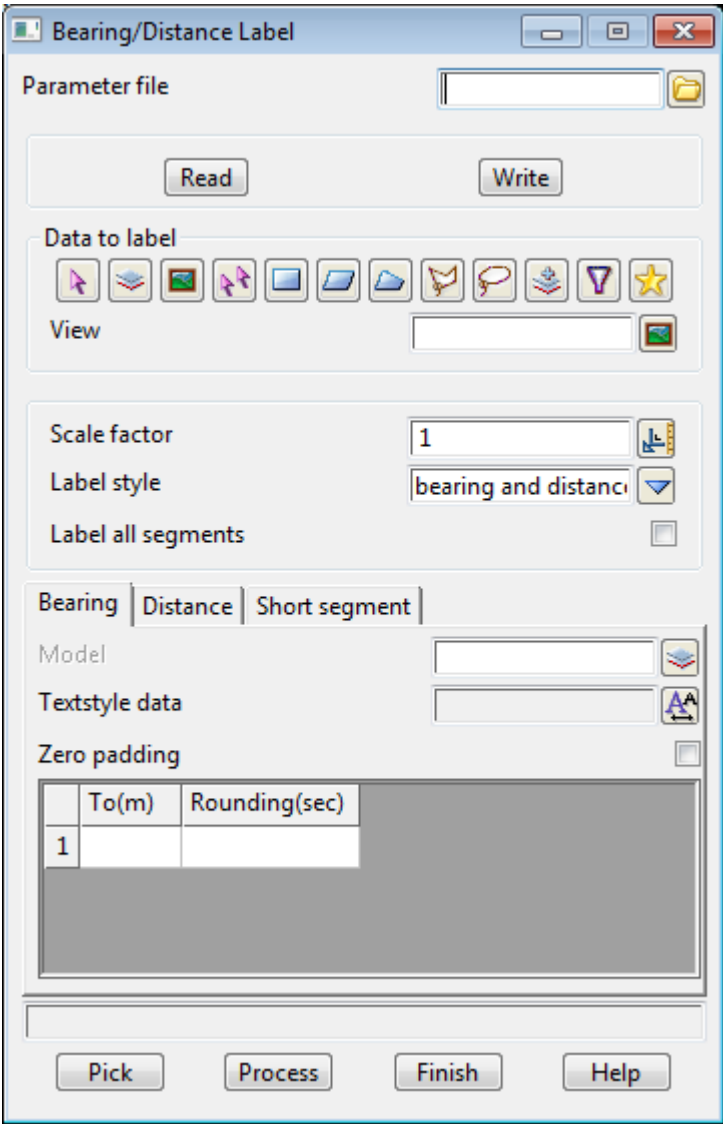 Bearing/Distance Label
Parameter file
Read Write
Data to label
View
Scale factor 1
Label style bearing and distanc
Label all segments
Bearing Distance Short segment
Model
Textstyle data
Zero padding
To(m) Rounding(sec)
1
Pick Process Finish Help